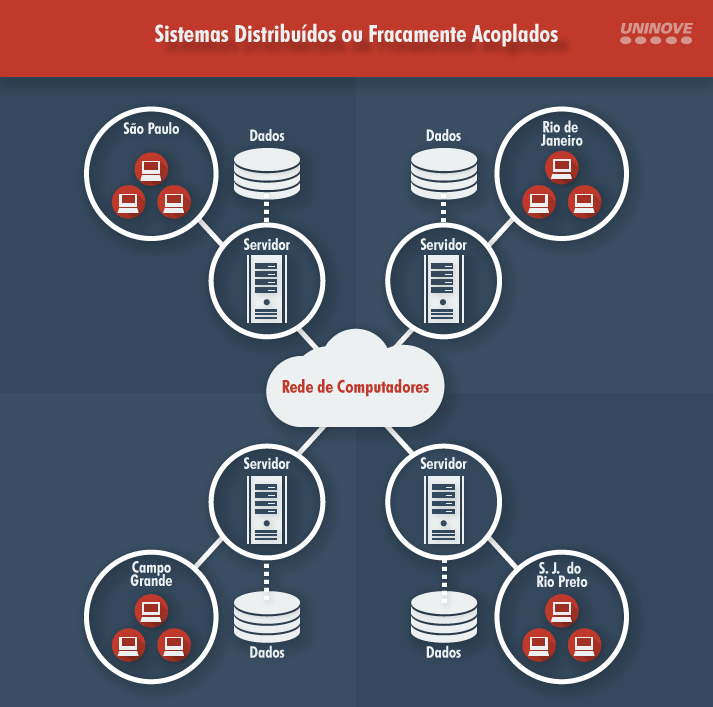 Sistemas Distribuídos ou Fracamente Acoplados
UNINOVE
São Paulo
Dados
Dados
Rio de
Janeiro
Servidor
Servidor
Rede de Computadores
Servidor
Servidor
Campo
Grande
S. J. do
Rio Preto
Dados
Dados